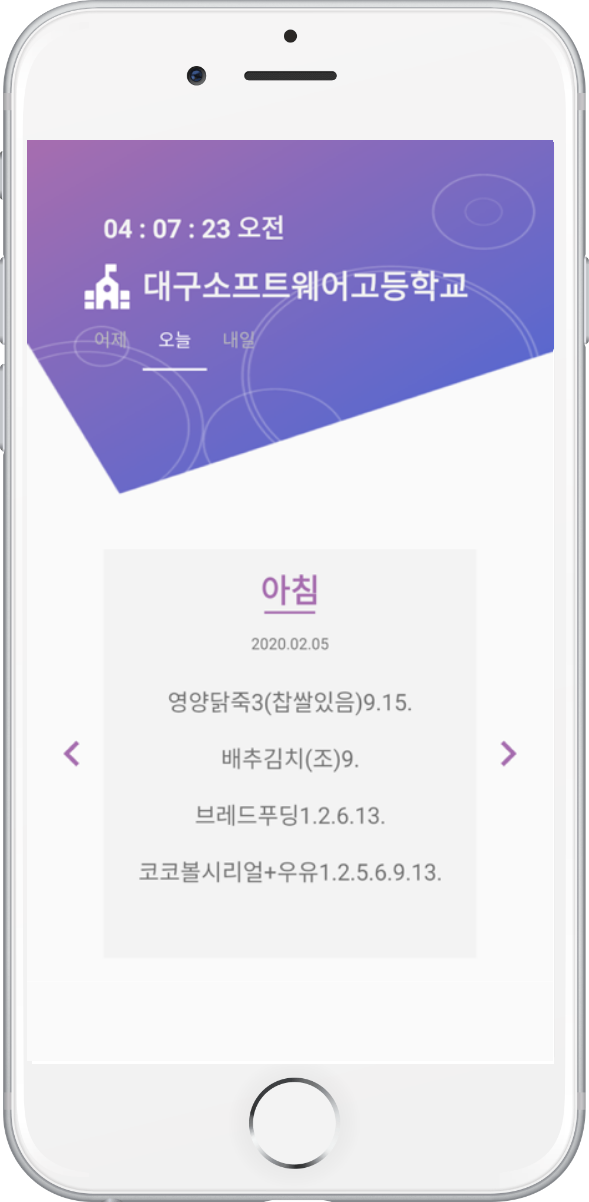 04 : 07 : 23 오전
대구소프트웨어고등학교
어제 오늘 내일
아침
2020.02.05
영양닭죽3(찹쌀있음)9.15.
배추김치(조)9.
브레드푸딩1.2.6.13.
코코볼시리얼+우유1.2.5.6.9.13.